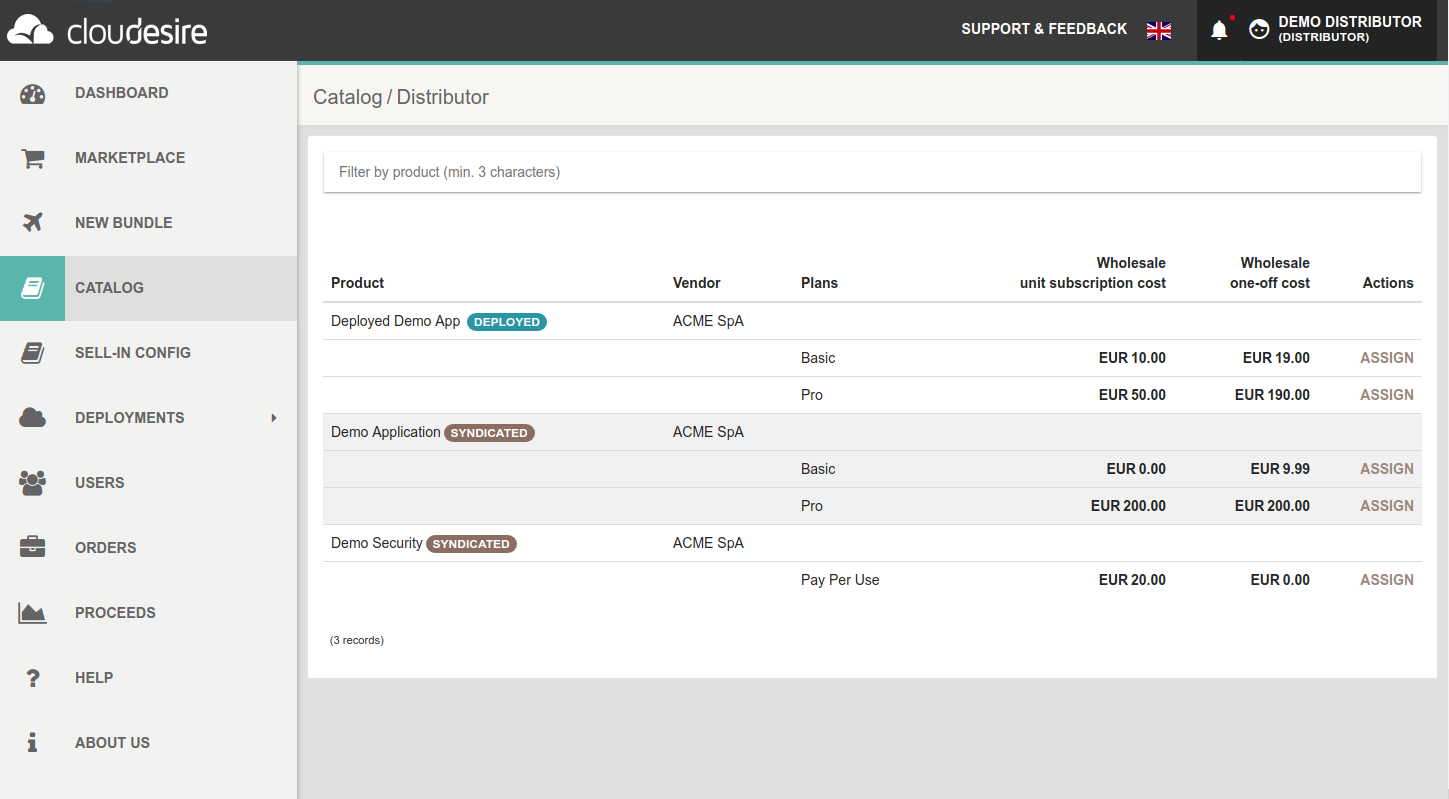 cloudesire
SUPPORT & FEEDBACK
DEMO DISTRIBUTOR
(DISTRIBUTOR)
DASHBOARD
MARKETPLACE
NEW BUNDLE
CATALOG
SELL-IN CONFIG
DEPLOYMENTS
USERS
ORDERS
PROCEEDS
HELP
ABOUT US
Catalog / Distributor
Filter by product (min. 3 characters)
Product Vendor Plans Wholesale unit subscription cost Wholesale one-off cost Actions
Deployed Demo App DEPLOYED ACME SpA
Basic EUR 10.00 EUR 19.00 ASSIGN
Pro EUR 50.00 EUR 190.00 ASSIGN
Demo Application SYNDICATED ACME SpA
Basic EUR 0.00 EUR 9.99 ASSIGN
Pro EUR 200.00 EUR 200.00 ASSIGN
Demo Security SYNDICATED ACME SpA
Pay Per Use EUR 20.00 EUR 0.00 ASSIGN
(3 records)